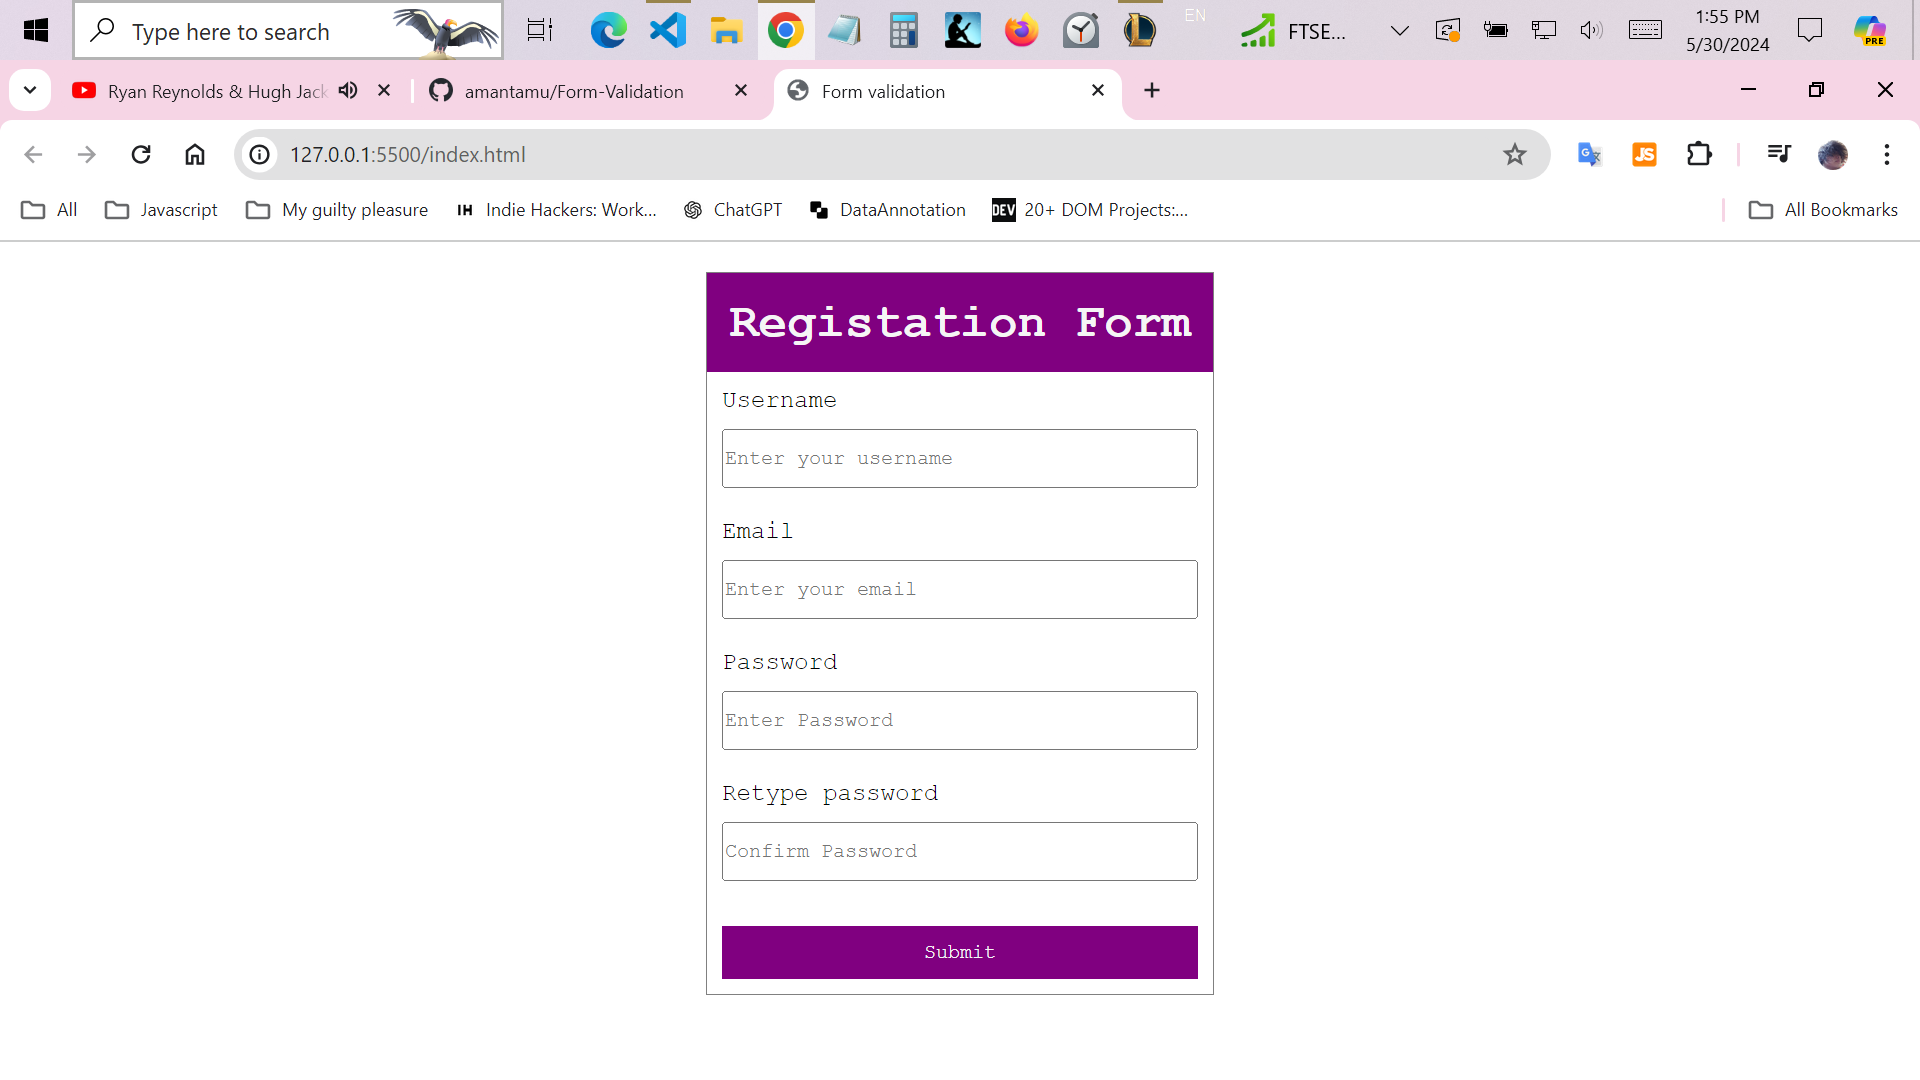 Type here to search
EN
FTSE...
1:55 PM
5/30/2024
PRE
Ryan Reynolds & Hugh Jack
amantamu/Form-Validation
Form validation
127.0.0.1:5500/index.html
JS
All
Javascript
My guilty pleasure
IH Indie Hackers: Work...
ChatGPT
DataAnnotation
DEV 20+ DOM Projects:...
All Bookmarks
Registation Form
Username
Enter your username
Email
Enter your email
Password
Enter Password
Retype password
Confirm Password
Submit